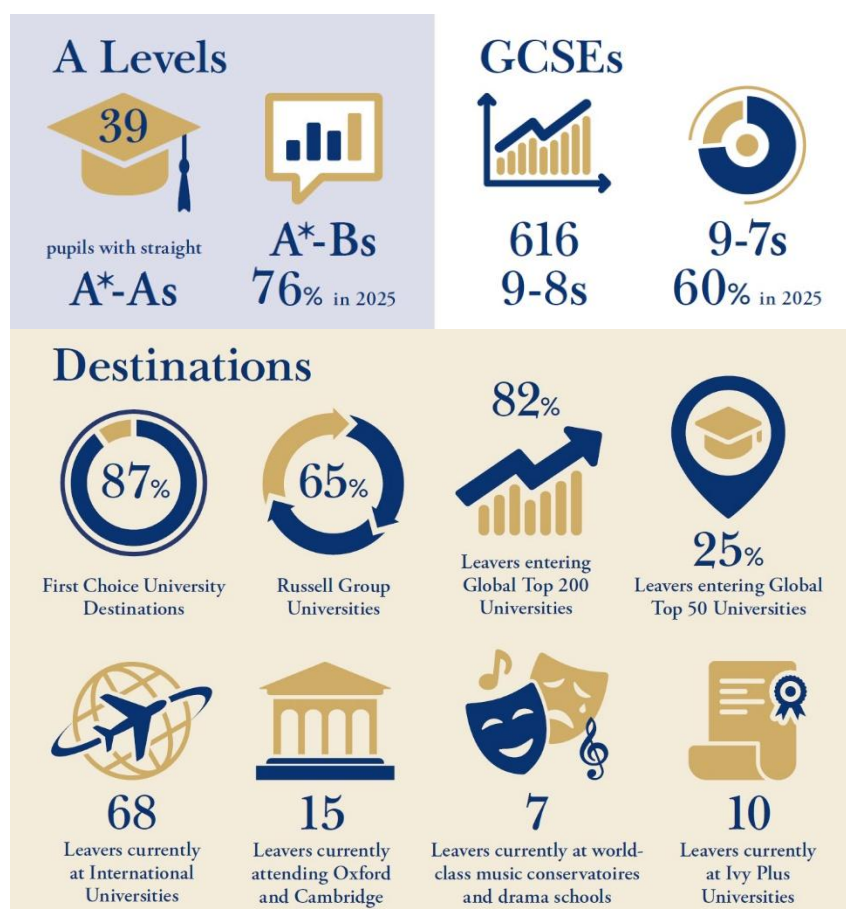 A Levels
39
pupils with straight
A*-As
A*-Bs
76% in 2025
GCSEs
616
9-8s
9-7s
60% in 2025
Destinations
87%
First Choice University
Destinations
65%
Russell Group
Universities
82%
Leavers entering
Global Top 200
Universities
25%
Leavers entering Global
Top 50 Universities
68
Leavers currently
at International
Universities
15
Leavers currently
attending Oxford
and Cambridge
7
Leavers currently at world-
class music conservatoires
and drama schools
10
Leavers currently
at Ivy Plus
Universities